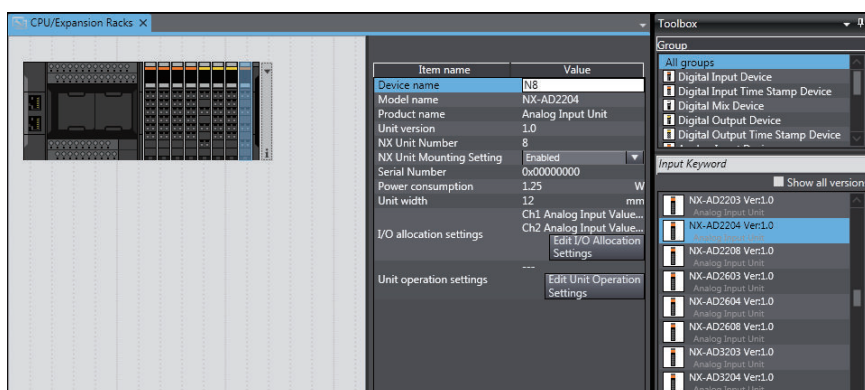 CPU/Expansion Racks
Item name Value
Device name N8
Model name NX-AD2204
Product name Analog Input Unit
Unit version 1.0
NX Unit Number 8
NX Unit Mounting Setting Enabled
Serial Number 0x00000000
Power consumption 1.25 W
Unit width 12 mm
I/O allocation settings
Ch1 Analog Input Value...
Ch2 Analog Input Value...
Edit I/O Allocation
Settings
Unit operation settings
---
Edit Unit Operation
Settings
Toolbox
Group
All groups
Digital Input Device
Digital Input Time Stamp Device
Digital Mix Device
Digital Output Device
Digital Output Time Stamp Device
Input Keyword
Show all version
NX-AD2203 Ver:1.0
Analog Input Unit
NX-AD2204 Ver:1.0
Analog Input Unit
NX-AD2208 Ver:1.0
Analog Input Unit
NX-AD2603 Ver:1.0
Analog Input Unit
NX-AD2604 Ver:1.0
Analog Input Unit
NX-AD2608 Ver:1.0
Analog Input Unit
NX-AD3203 Ver:1.0
Analog Input Unit
NX-AD3204 Ver:1.0
Analog Input Unit